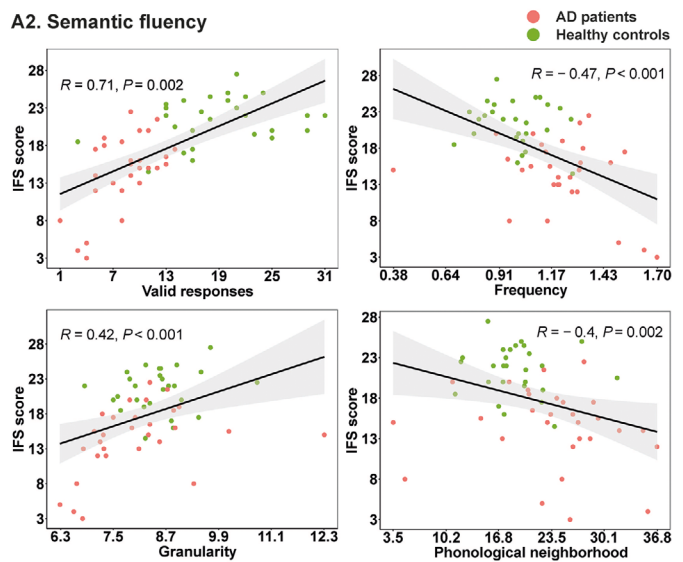 A2. Semantic fluency
AD patients
Healthy controls
R = 0.71, P = 0.002
IFS score
28
23
18
13
8
3
1 7 13 19 25 31
Valid responses
R = − 0.47, P < 0.001
IFS score
28
23
18
13
8
3
0.38 0.64 0.91 1.17 1.43 1.70
Frequency
R = 0.42, P < 0.001
IFS score
28
23
18
13
8
3
6.3 7.5 8.7 9.9 11.1 12.3
Granularity
R = − 0.4, P = 0.002
IFS score
28
23
18
13
8
3
3.5 10.2 16.8 23.5 30.1 36.8
Phonological neighborhood